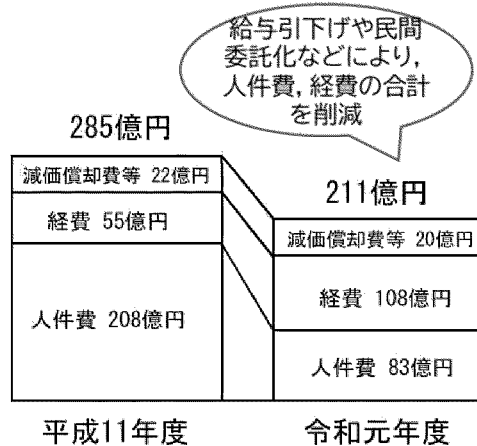 給与引下げや民間
委託化などにより,
人件費, 経費の合計
を削減
285億円
減価償却費等 22億円
経費 55億円
人件費 208億円
平成11年度
211億円
減価償却費等 20億円
経費 108億円
人件費 83億円
令和元年度